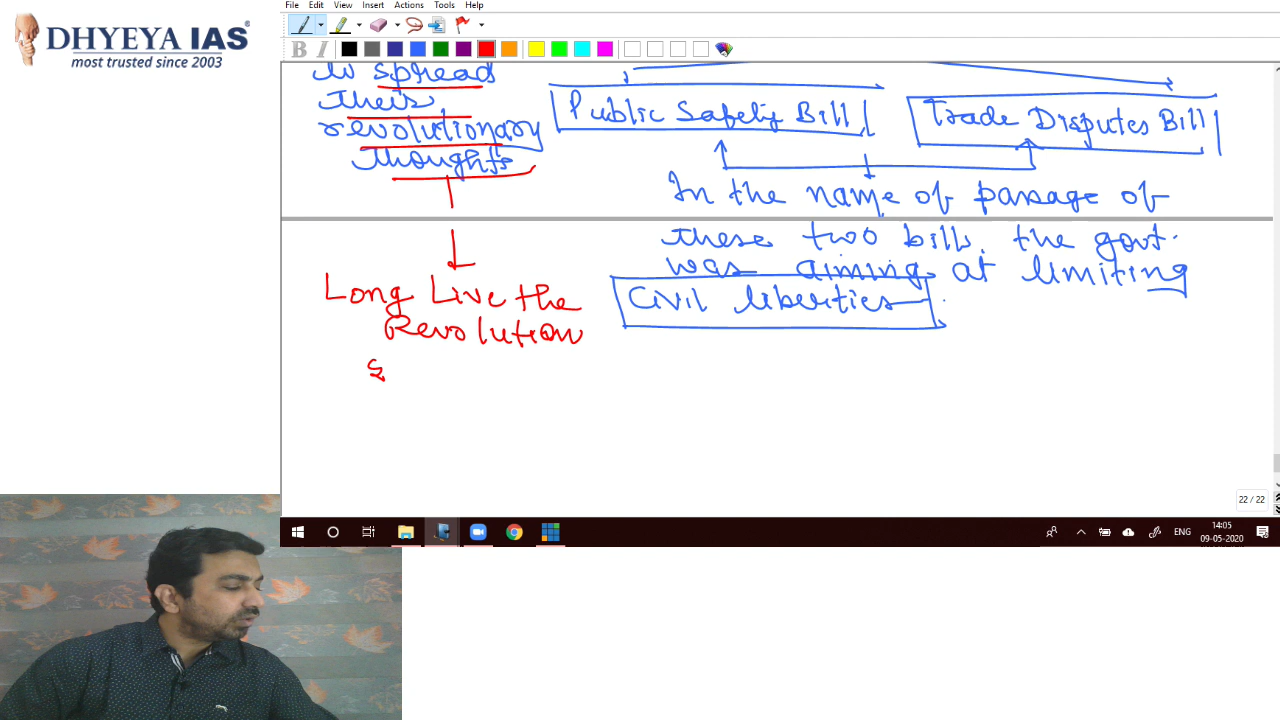 File Edit View Insert Actions Tools Help
DHYEYA IAS
most trusted since 2003
B I
to spread
their
revolutionary
thoughts
Long Live the
Revolution
Public Safety Bill
Trade Disputes Bill
In the name of passage of
these two bills, the govt.
was aiming at limiting
Civil liberties.
22 / 22
ENG
14:05
09-05-2020